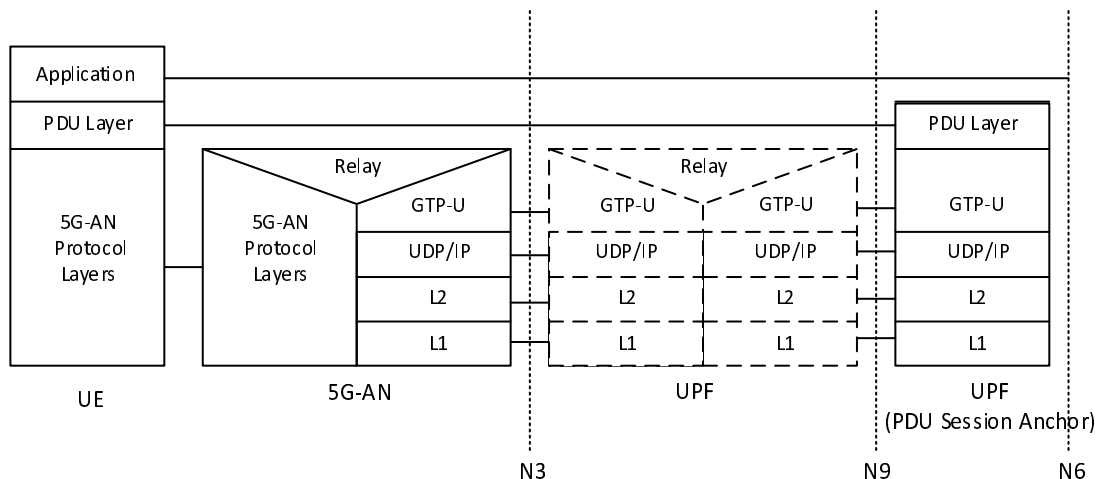 Application
PDU Layer
PDU Layer
Relay
Relay
GTP-U
GTP-U
GTP-U
GTP-U
5G-AN
Protocol
Layers
5G-AN
Protocol
Layers
UDP/IP
UDP/IP
UDP/IP
UDP/IP
L2
L2
L2
L2
L1
L1
L1
L1
UE
5G-AN
UPF
UPF
(PDU Session Anchor)
N3
N9
N6